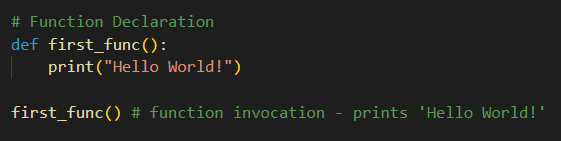 # Function Declaration
def first_func():
    print("Hello World!")
first_func() # function invocation - prints 'Hello World!'